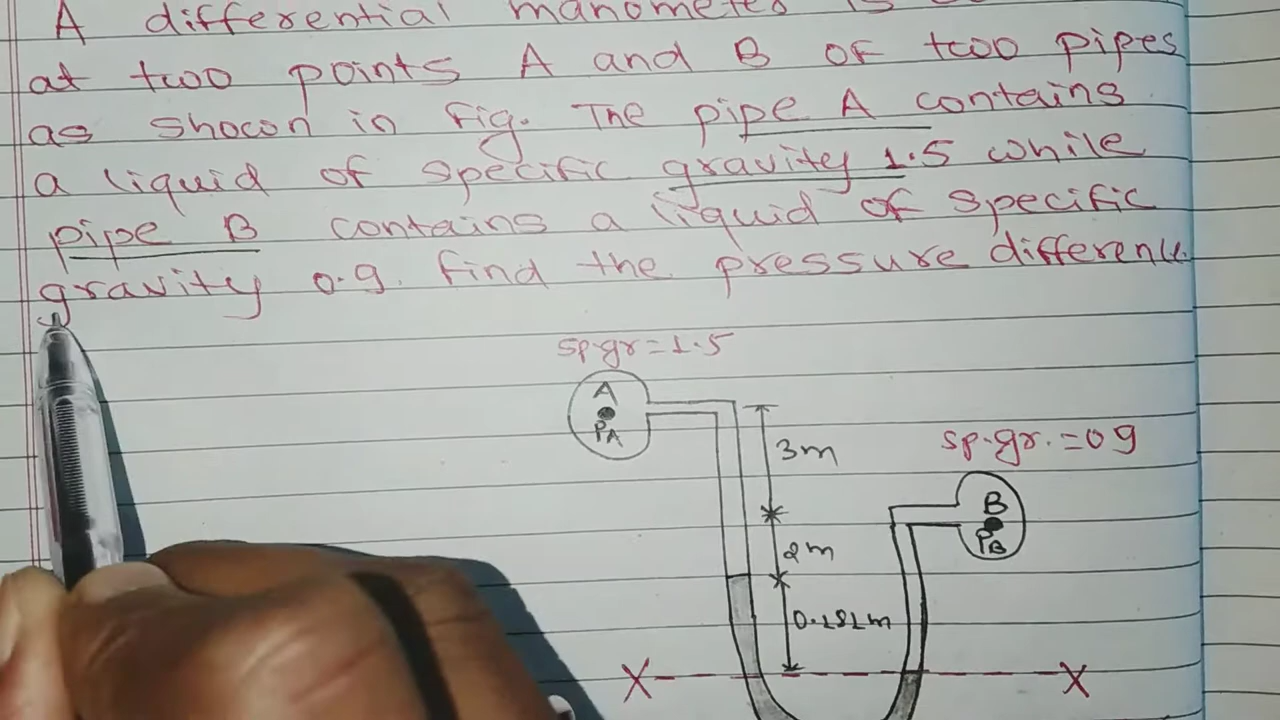 A differential manometer is
at two points A and B of two pipes
as shown in fig. The pipe A contains
a liquid of specific gravity 1.5 while
pipe B contains a liquid of specific
gravity 0.9. find the pressure difference
sp.gr = 1.5
A
PA
3m
sp.gr. = 0.9
B
PB
2m
0.181m
X
X